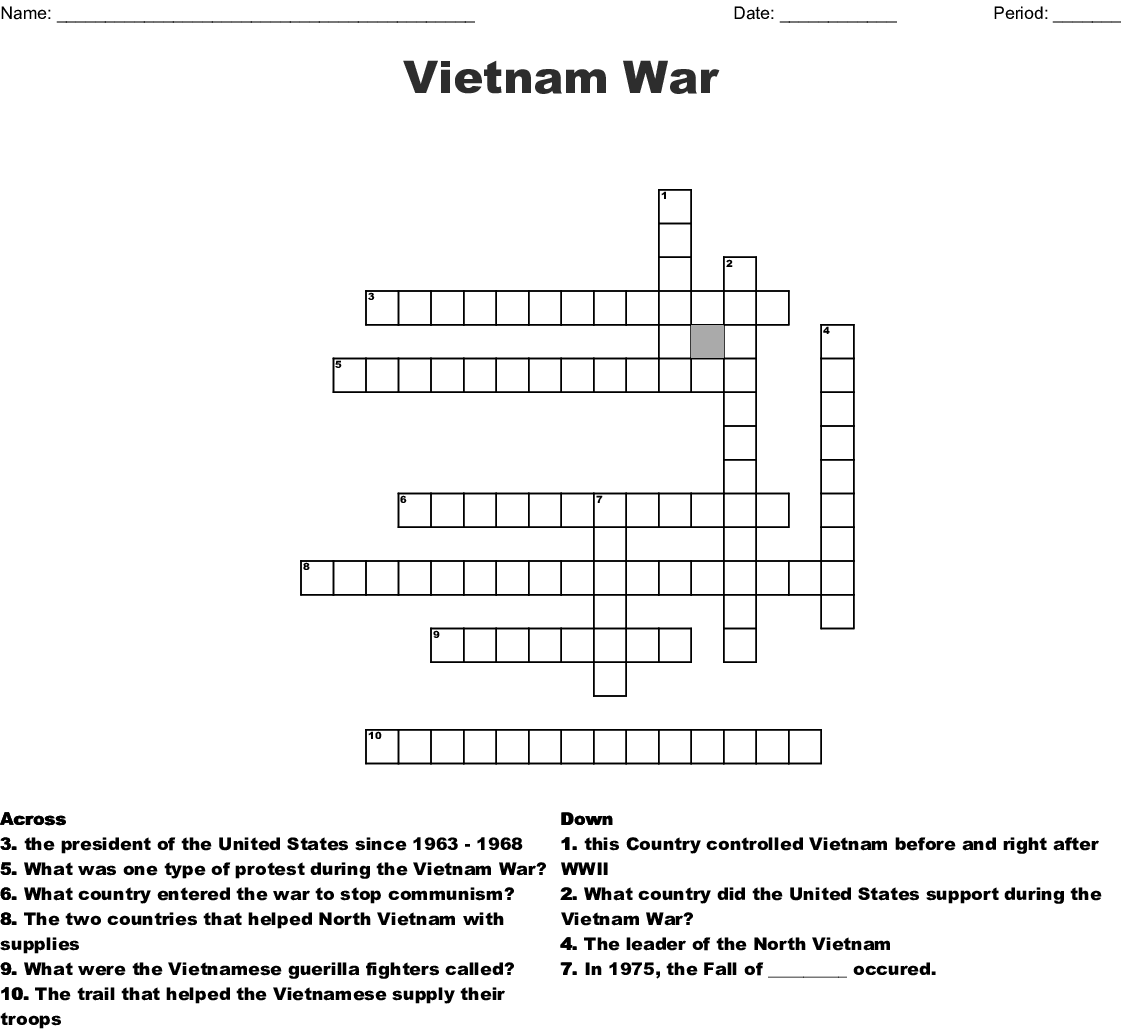 Name: ___________________________________________ Date: ____________ Period: _______
Vietnam War
1
2
3
4
5
6 7
8
9
10
Across
3. the president of the United States since 1963 - 1968
5. What was one type of protest during the Vietnam War?
6. What country entered the war to stop communism?
8. The two countries that helped North Vietnam with
supplies
9. What were the Vietnamese guerilla fighters called?
10. The trail that helped the Vietnamese supply their
troops
Down
1. this Country controlled Vietnam before and right after
WWII
2. What country did the United States support during the
Vietnam War?
4. The leader of the North Vietnam
7. In 1975, the Fall of ________ occured.